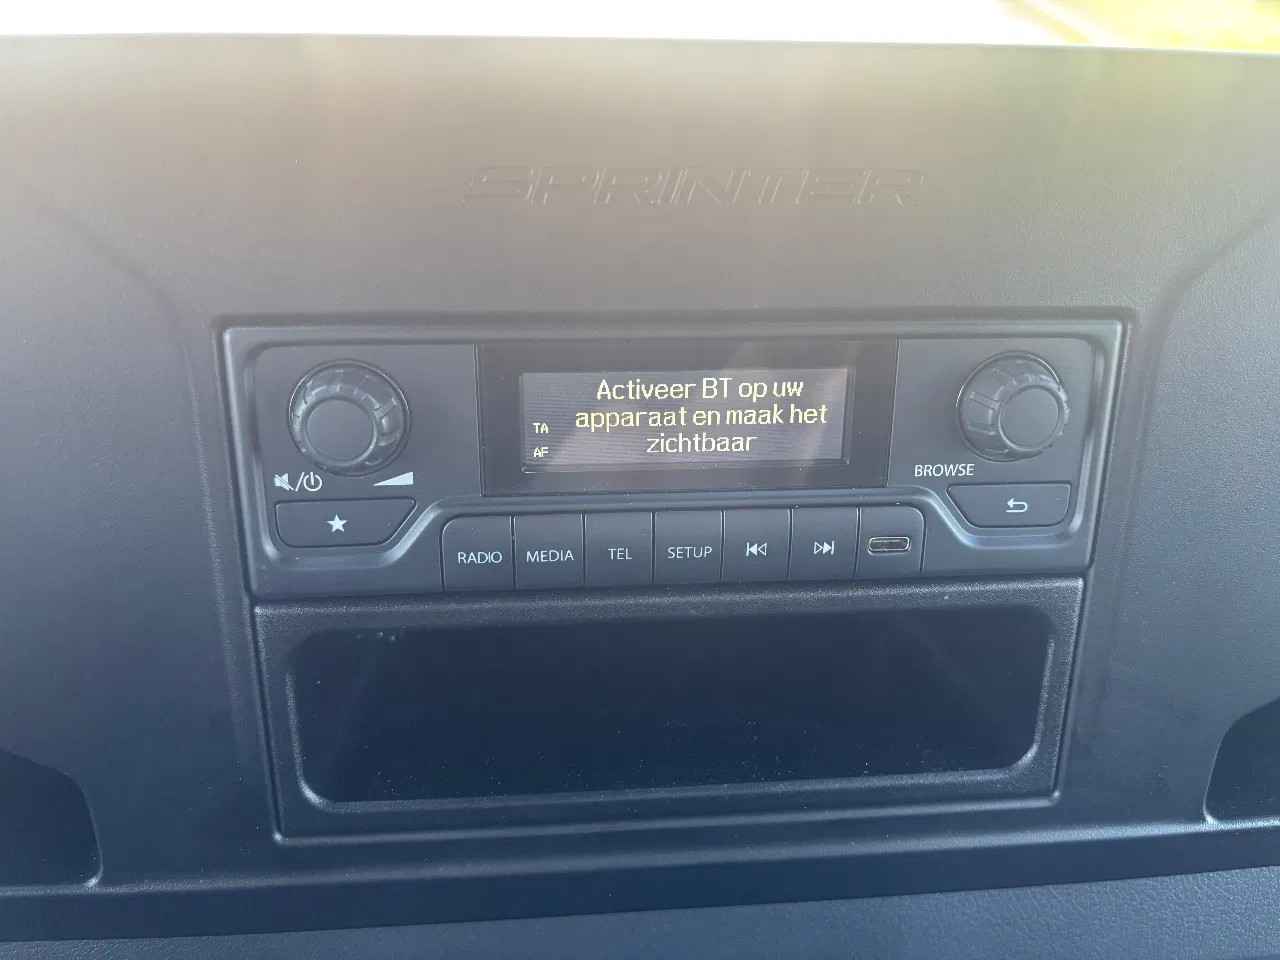 SPRINTER
Activeer BT op uw
apparaat en maak het
zichtbaar
TA
AF
BROWSE
RADIO
MEDIA
TEL
SETUP